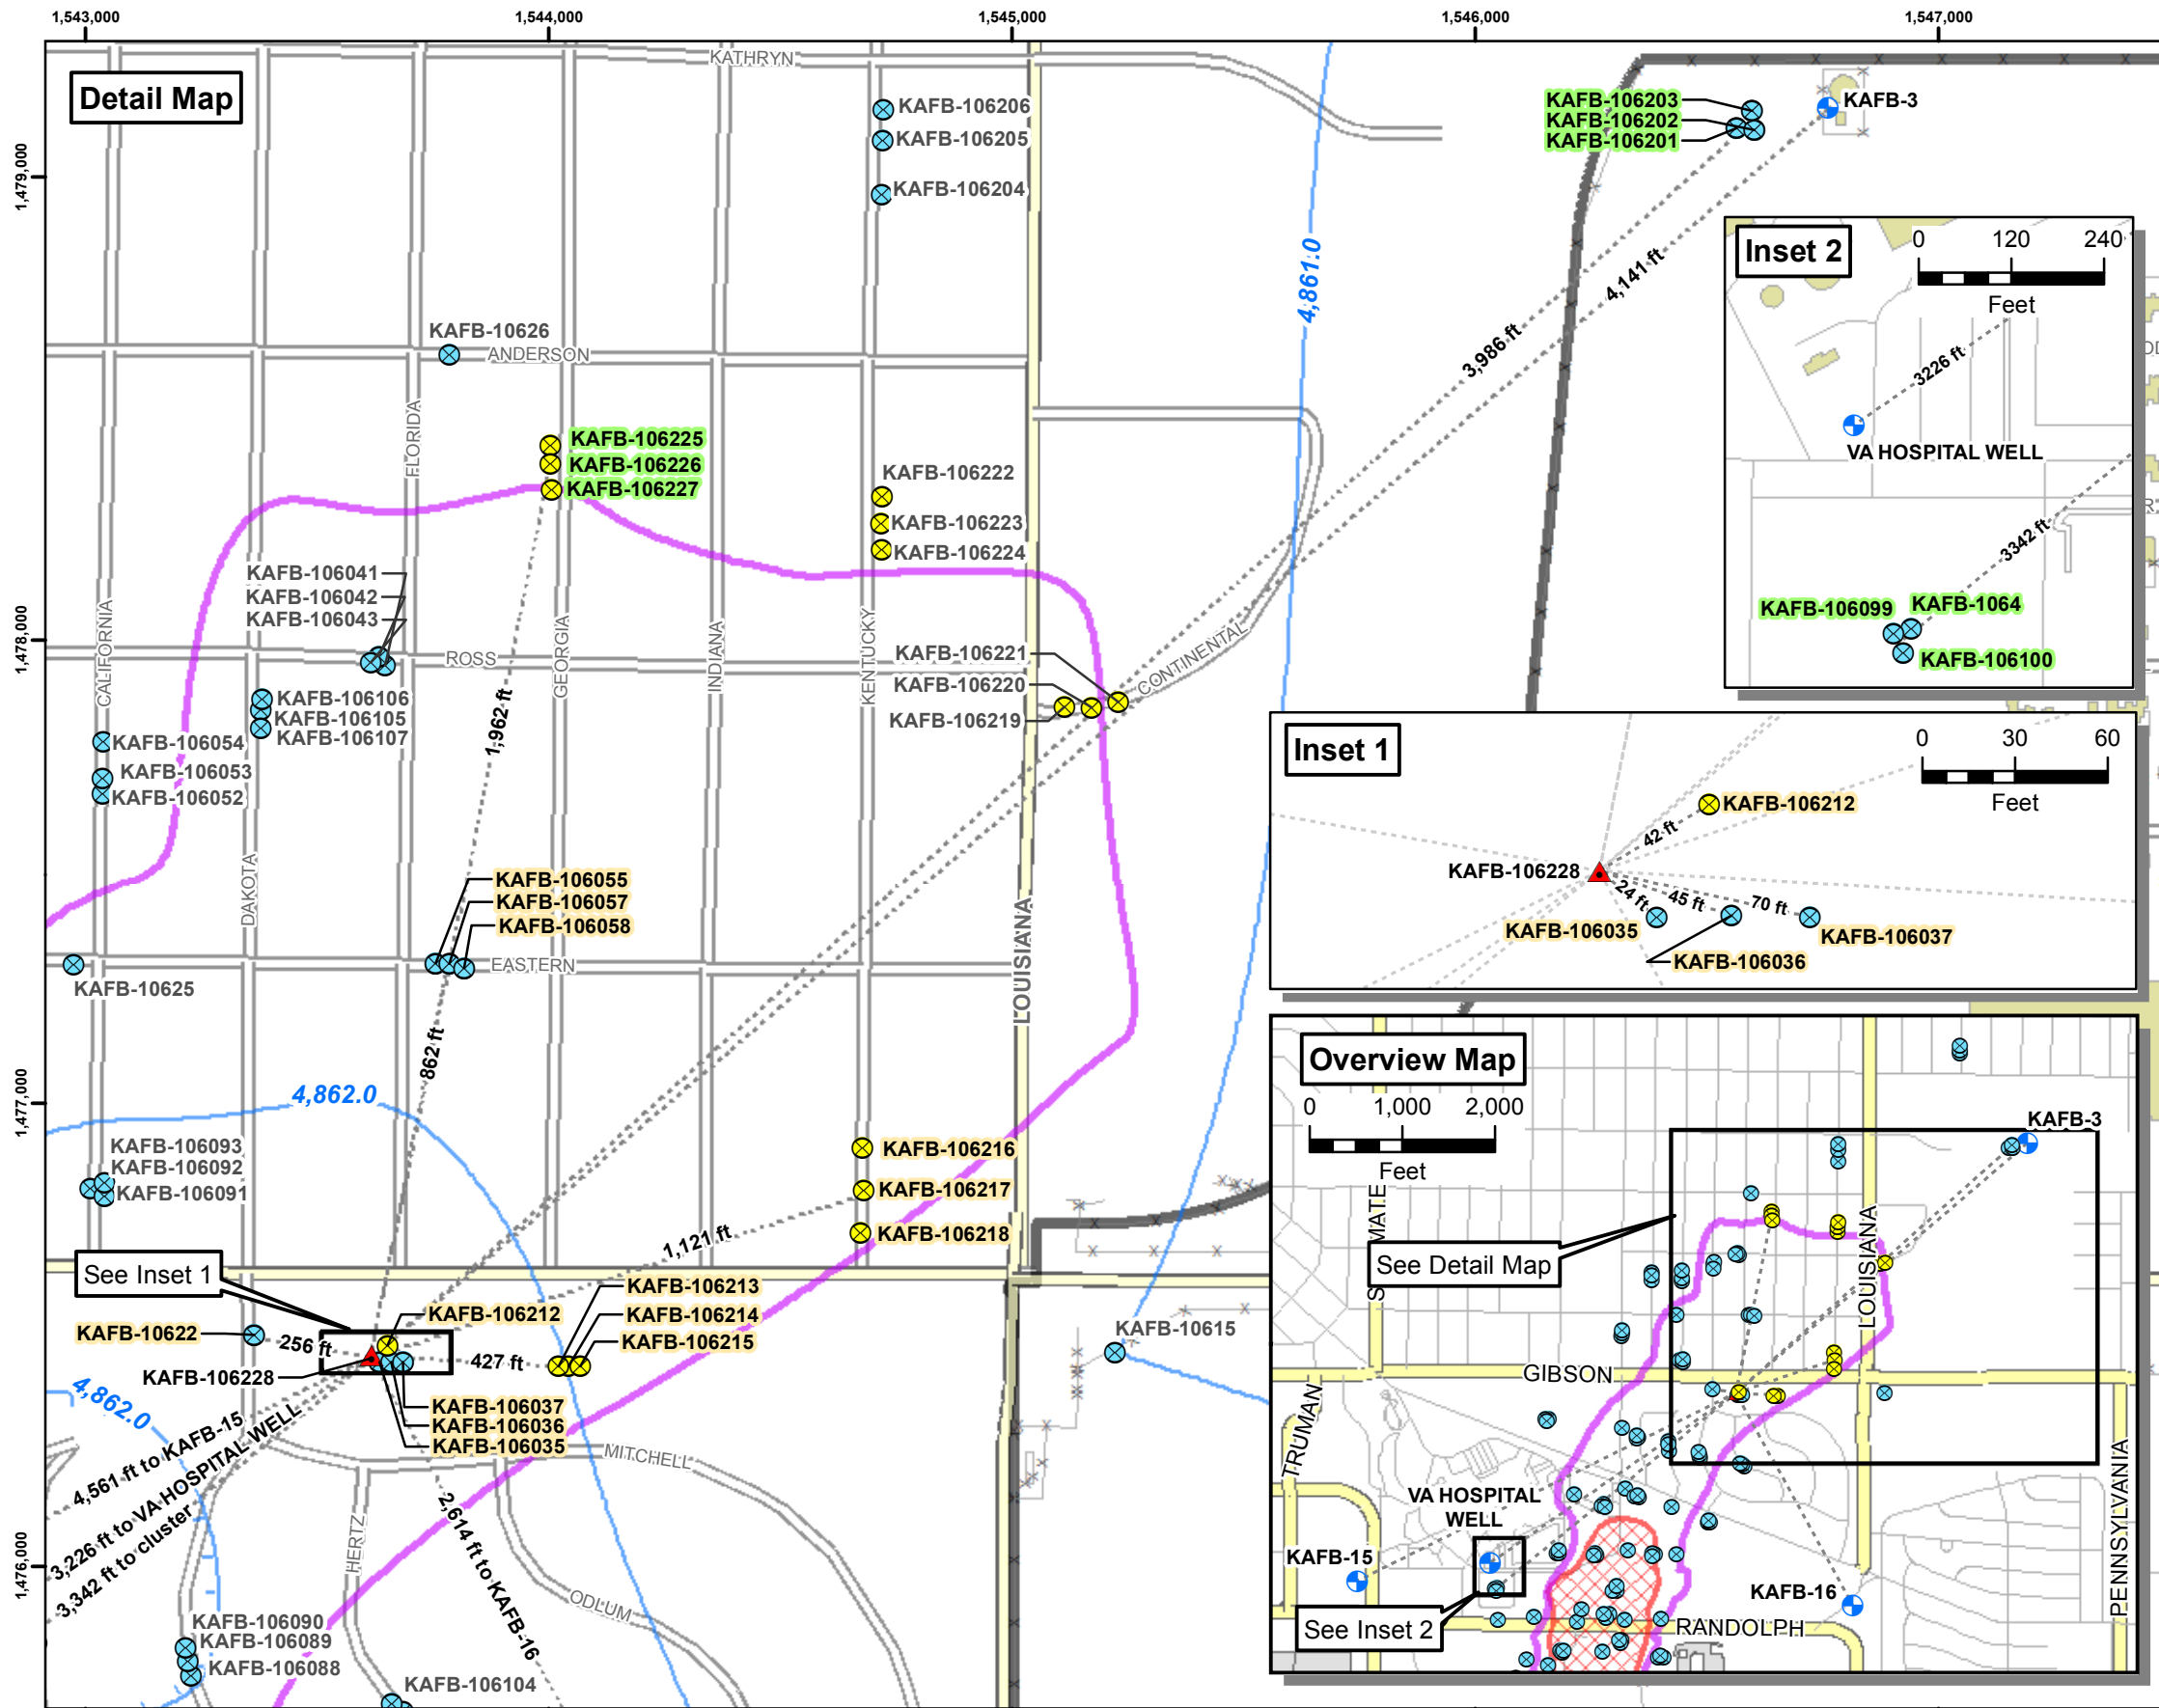 1,543,000
1,544,000
1,545,000
1,546,000
1,547,000
1,479,000
1,478,000
1,477,000
1,476,000
Detail Map
KATHRYN
KAFB-106206
KAFB-106205
KAFB-106204
KAFB-106203
KAFB-106202
KAFB-106201
KAFB-3
4,861.0
4,141 ft
3,986 ft
KAFB-10626
ANDERSON
FLORIDA
KAFB-106225
KAFB-106226
KAFB-106227
KAFB-106222
KAFB-106223
KAFB-106224
KAFB-106041
KAFB-106042
KAFB-106043
CALIFORNIA
ROSS
GEORGIA
INDIANA
KENTUCKY
KAFB-106221
KAFB-106220
KAFB-106219
CONTINENTAL
KAFB-106106
KAFB-106105
KAFB-106107
KAFB-106054
KAFB-106053
KAFB-106052
1,962 ft
DAKOTA
KAFB-106055
KAFB-106057
KAFB-106058
EASTERN
LOUISIANA
KAFB-10625
862 ft
4,862.0
KAFB-106093
KAFB-106092
KAFB-106091
KAFB-106216
KAFB-106217
KAFB-106218
1,121 ft
See Inset 1
KAFB-106213
KAFB-106214
KAFB-106215
KAFB-106212
KAFB-10622
256 ft
427 ft
KAFB-106228
KAFB-10615
KAFB-106037
KAFB-106036
KAFB-106035
4,862.0
4,561 ft to KAFB-15
3,226 ft to VA HOSPITAL WELL
3,342 ft to cluster
MITCHELL
HERTZ
2,614 ft to KAFB-16
ODLUM
KAFB-106090
KAFB-106089
KAFB-106088
KAFB-106104
Inset 2
0 120 240
Feet
3226 ft
VA HOSPITAL WELL
3342 ft
KAFB-106099
KAFB-1064
KAFB-106100
Inset 1
0 30 60
Feet
KAFB-106212
42 ft
KAFB-106228
24 ft
45 ft
70 ft
KAFB-106035
KAFB-106037
KAFB-106036
Overview Map
0 1,000 2,000
Feet
KAFB-3
See Detail Map
LOUISIANA
GIBSON
TRUMAN
PENNSYLVANIA
VA HOSPITAL
WELL
KAFB-15
KAFB-16
See Inset 2
RANDOLPH